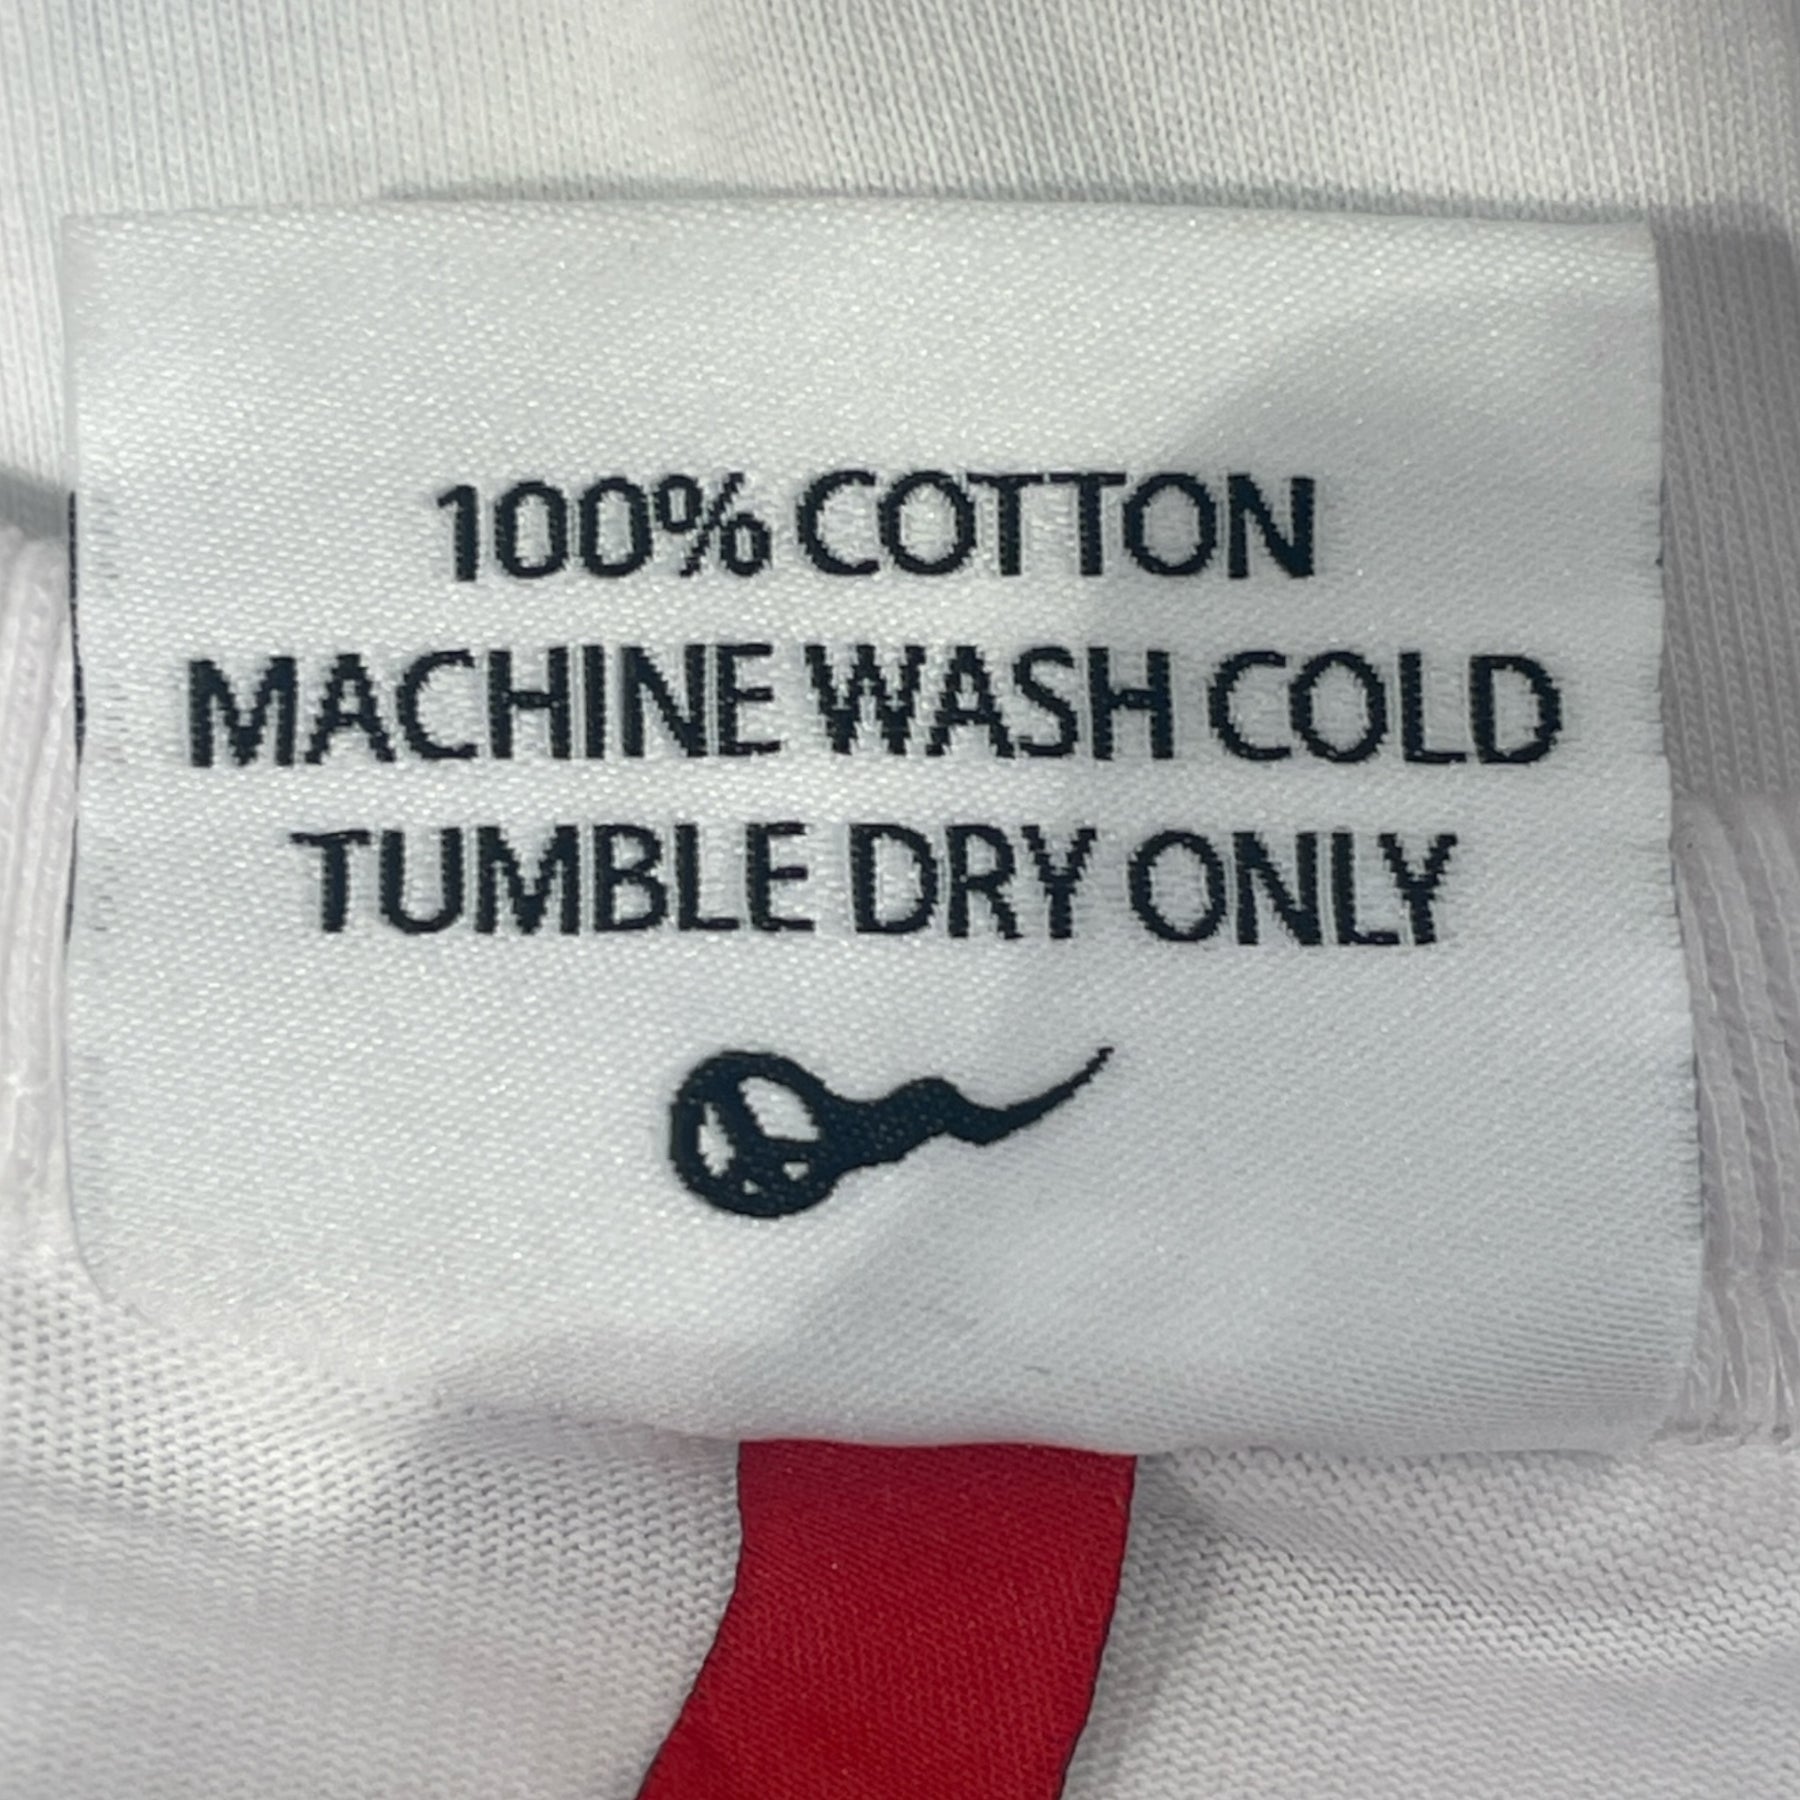 100% COTTON
MACHINE WASH COLD
TUMBLE DRY ONLY